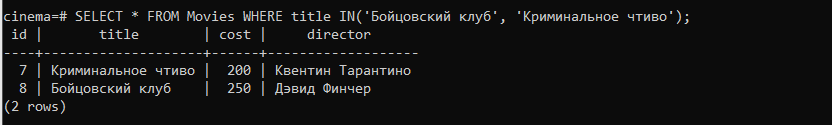 cinema=# SELECT * FROM Movies WHERE title IN('Бойцовский клуб', 'Криминальное чтиво');
 id |       title        | cost |     director
----+--------------------+------+-------------------
  7 | Криминальное чтиво |  200 | Квентин Тарантино
  8 | Бойцовский клуб    |  250 | Дэвид Финчер
(2 rows)